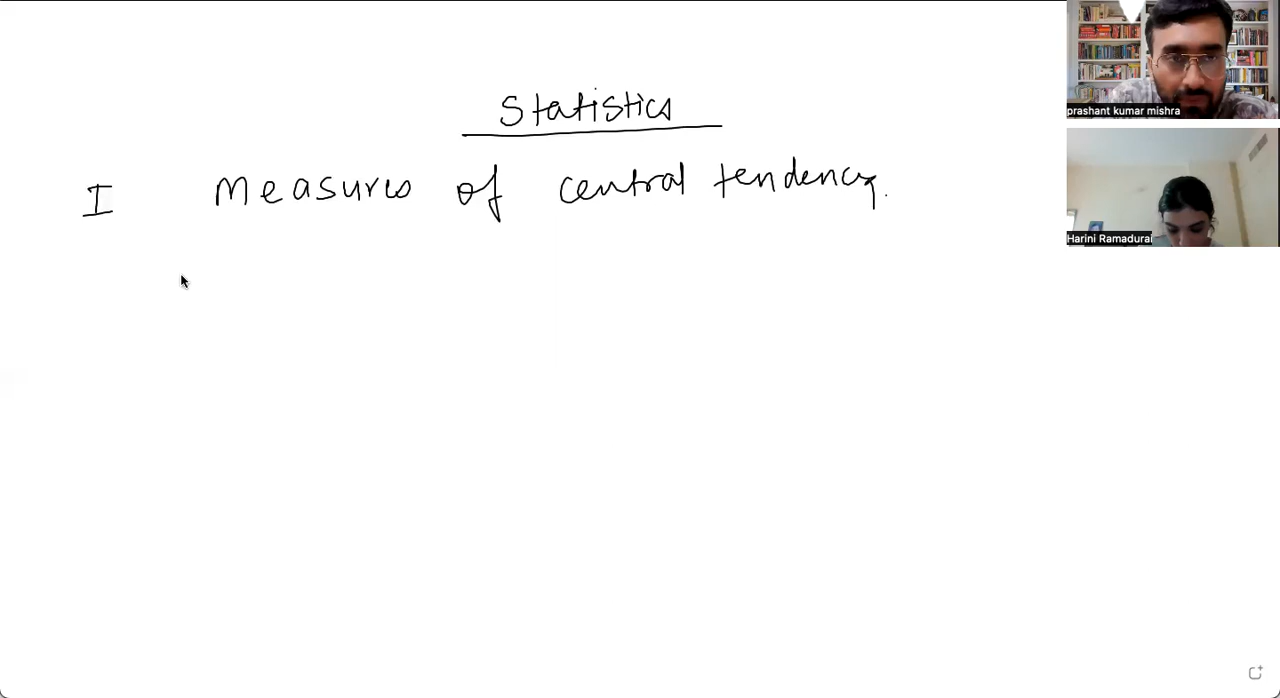 Statistics
I measures of central tendency.
prashant kumar mishra
Harini Ramadurai